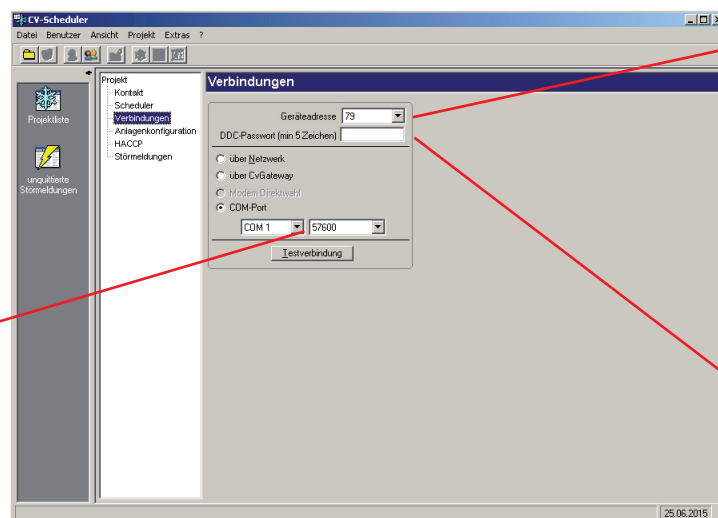 CV-Scheduler
Datei Benutzer Ansicht Projekt Extras ?
Projektliste
unquittierte
Störmeldungen
Projekt
Kontakt
Scheduler
Verbindungen
Anlagenkonfiguration
HACCP
Störmeldungen
Verbindungen
Geräteadresse 79
DDC-Passwort (min 5 Zeichen)
über Netzwerk
über CvGateway
Modem Direktwahl
COM-Port
COM 1 57600
Testverbindung
25.06.2015